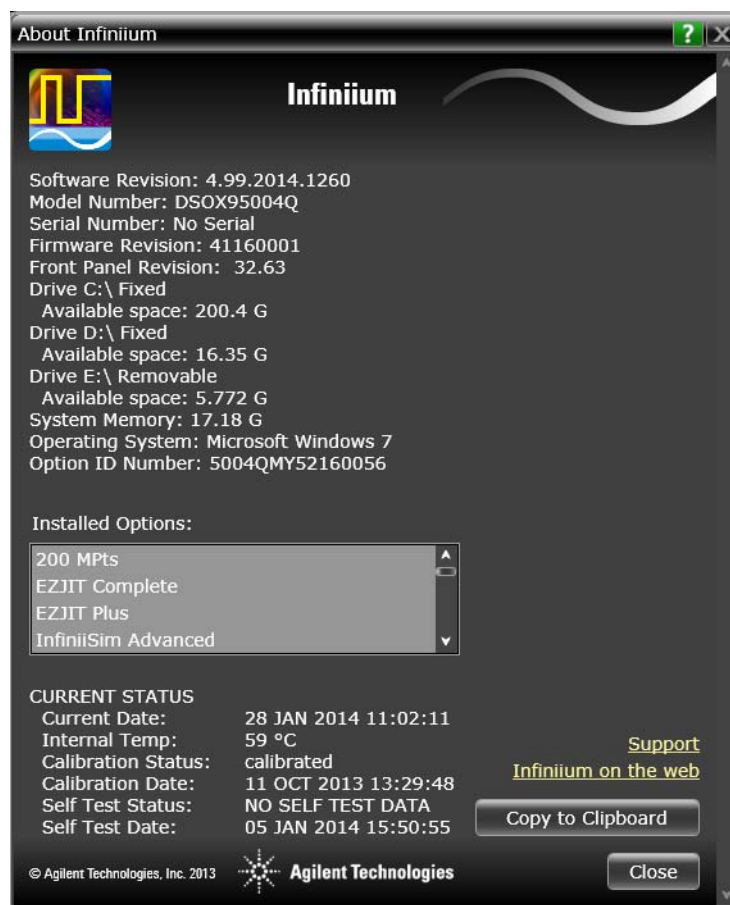 About Infiniium
?
X
Infiniium
Software Revision: 4.99.2014.1260
Model Number: DSOX95004Q
Serial Number: No Serial
Firmware Revision: 41160001
Front Panel Revision: 32.63
Drive C:\ Fixed
Available space: 200.4 G
Drive D:\ Fixed
Available space: 16.35 G
Drive E:\ Removable
Available space: 5.772 G
System Memory: 17.18 G
Operating System: Microsoft Windows 7
Option ID Number: 5004QMY52160056
Installed Options:
200 MPts
EZJIT Complete
EZJIT Plus
InfiniiSim Advanced
CURRENT STATUS
Current Date: 28 JAN 2014 11:02:11
Internal Temp: 59 °C
Calibration Status: calibrated
Calibration Date: 11 OCT 2013 13:29:48
Self Test Status: NO SELF TEST DATA
Self Test Date: 05 JAN 2014 15:50:55
Support
Infiniium on the web
Copy to Clipboard
© Agilent Technologies, Inc. 2013
Agilent Technologies
Close